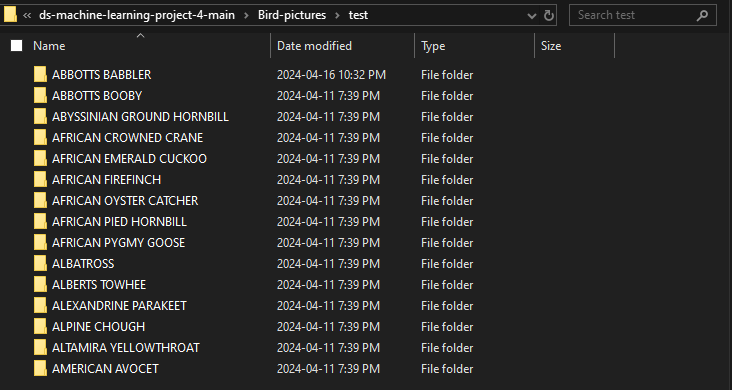 « ds-machine-learning-project-4-main › Bird-pictures › test Search test
Name Date modified Type Size
ABBOTTS BABBLER 2024-04-16 10:32 PM File folder
ABBOTTS BOOBY 2024-04-11 7:39 PM File folder
ABYSSINIAN GROUND HORNBILL 2024-04-11 7:39 PM File folder
AFRICAN CROWNED CRANE 2024-04-11 7:39 PM File folder
AFRICAN EMERALD CUCKOO 2024-04-11 7:39 PM File folder
AFRICAN FIREFINCH 2024-04-11 7:39 PM File folder
AFRICAN OYSTER CATCHER 2024-04-11 7:39 PM File folder
AFRICAN PIED HORNBILL 2024-04-11 7:39 PM File folder
AFRICAN PYGMY GOOSE 2024-04-11 7:39 PM File folder
ALBATROSS 2024-04-11 7:39 PM File folder
ALBERTS TOWHEE 2024-04-11 7:39 PM File folder
ALEXANDRINE PARAKEET 2024-04-11 7:39 PM File folder
ALPINE CHOUGH 2024-04-11 7:39 PM File folder
ALTAMIRA YELLOWTHROAT 2024-04-11 7:39 PM File folder
AMERICAN AVOCET 2024-04-11 7:39 PM File folder